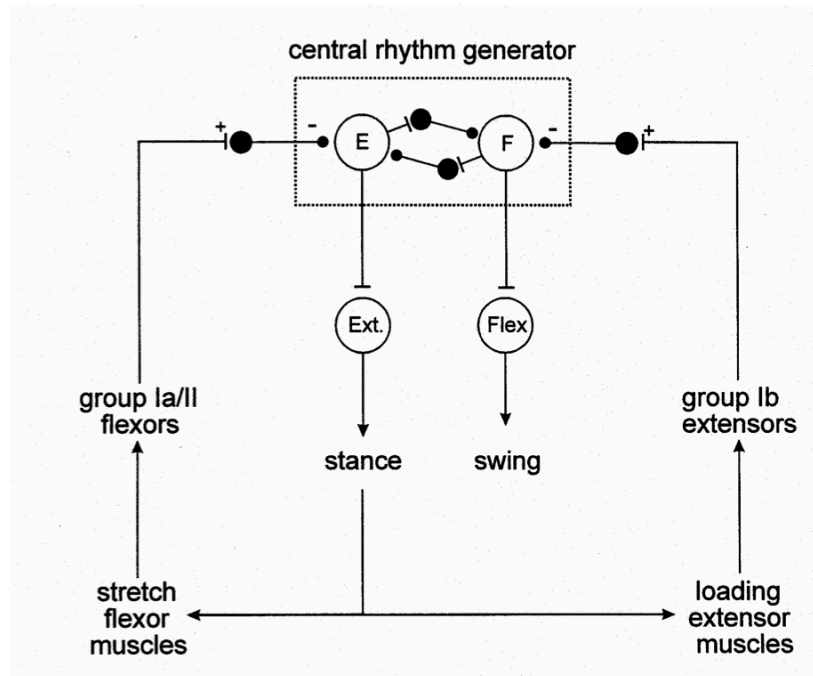 central rhythm generator
+
-
E
F
-
+
Ext.
Flex
group Ia/II
flexors
group Ib
extensors
stance
swing
stretch
flexor
muscles
loading
extensor
muscles